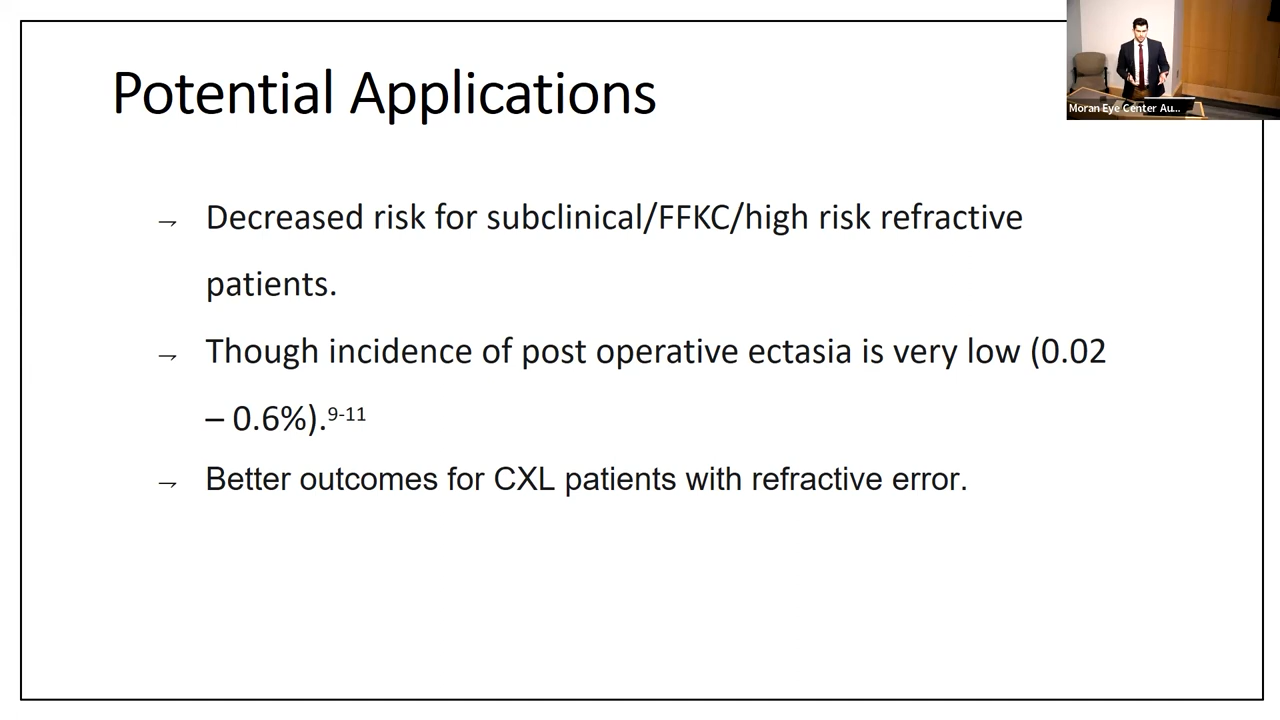 Potential Applications
Moran Eye Center Au...
→ Decreased risk for subclinical/FFKC/high risk refractive
patients.
→ Though incidence of post operative ectasia is very low (0.02
– 0.6%).9-11
→ Better outcomes for CXL patients with refractive error.